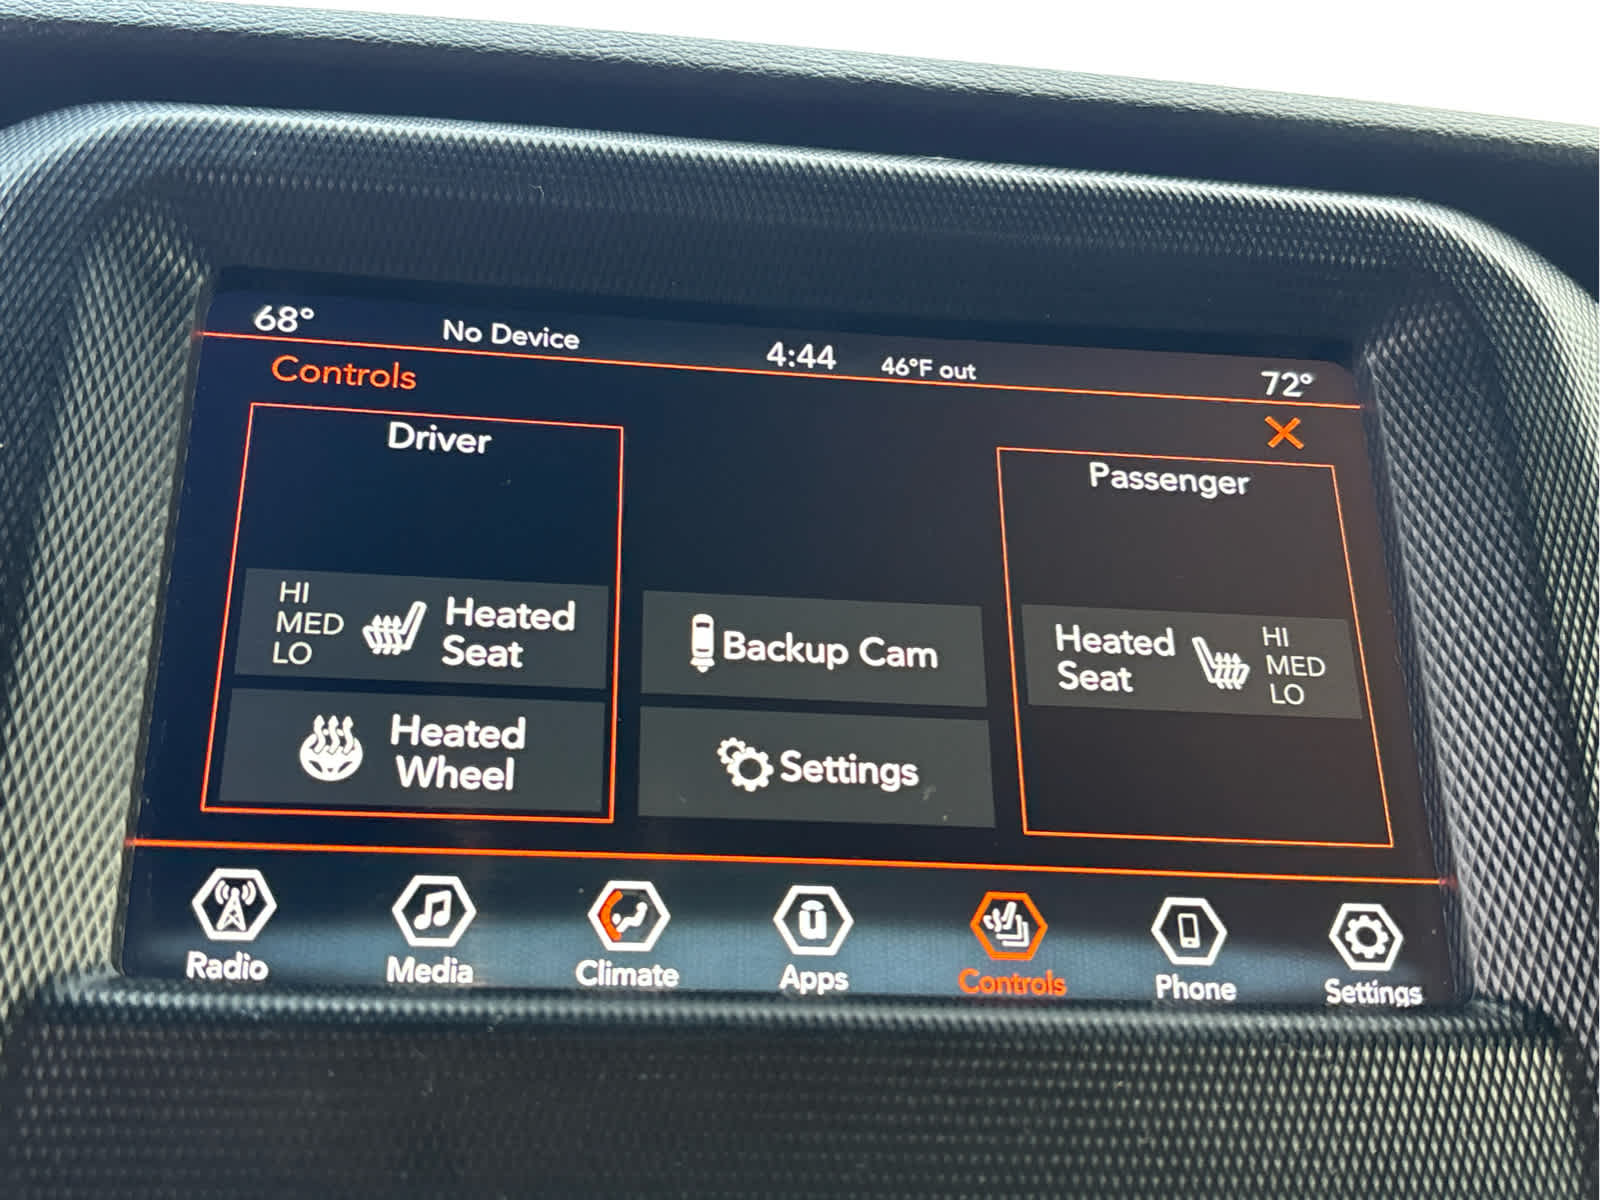 68°
No Device
4:44
46°F out
72°
Controls
Driver
HI
MED
LO
Heated
Seat
Heated
Wheel
Backup Cam
Settings
Passenger
Heated
Seat
HI
MED
LO
Radio
Media
Climate
Apps
Controls
Phone
Settings